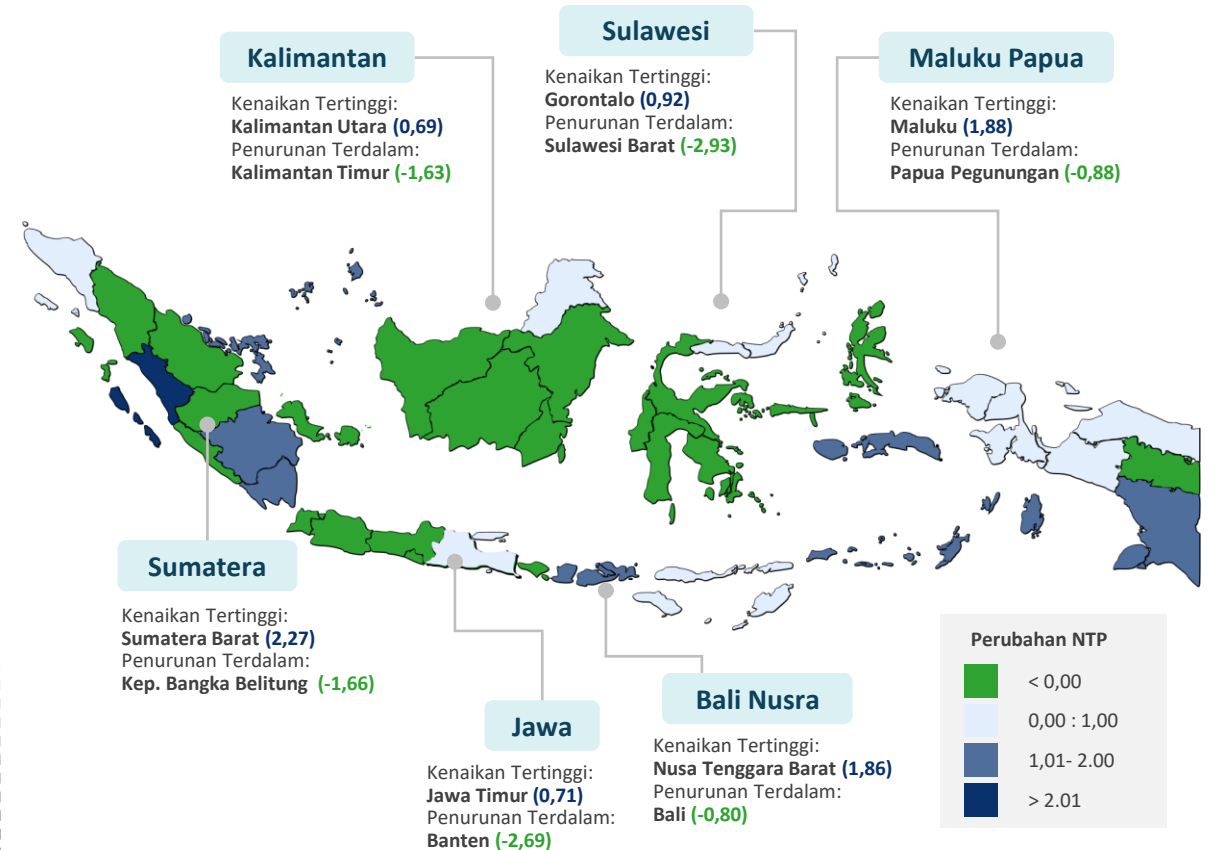 Kalimantan
Kenaikan Tertinggi:
Kalimantan Utara (0,69)
Penurunan Terdalam:
Kalimantan Timur (-1,63)
Sulawesi
Kenaikan Tertinggi:
Gorontalo (0,92)
Penurunan Terdalam:
Sulawesi Barat (-2,93)
Maluku Papua
Kenaikan Tertinggi:
Maluku (1,88)
Penurunan Terdalam:
Papua Pegunungan (-0,88)
Sumatera
Kenaikan Tertinggi:
Sumatera Barat (2,27)
Penurunan Terdalam:
Kep. Bangka Belitung (-1,66)
Jawa
Kenaikan Tertinggi:
Jawa Timur (0,71)
Penurunan Terdalam:
Banten (-2,69)
Bali Nusra
Kenaikan Tertinggi:
Nusa Tenggara Barat (1,86)
Penurunan Terdalam:
Bali (-0,80)
Perubahan NTP
< 0,00
0,00 : 1,00
1,01- 2.00
> 2.01